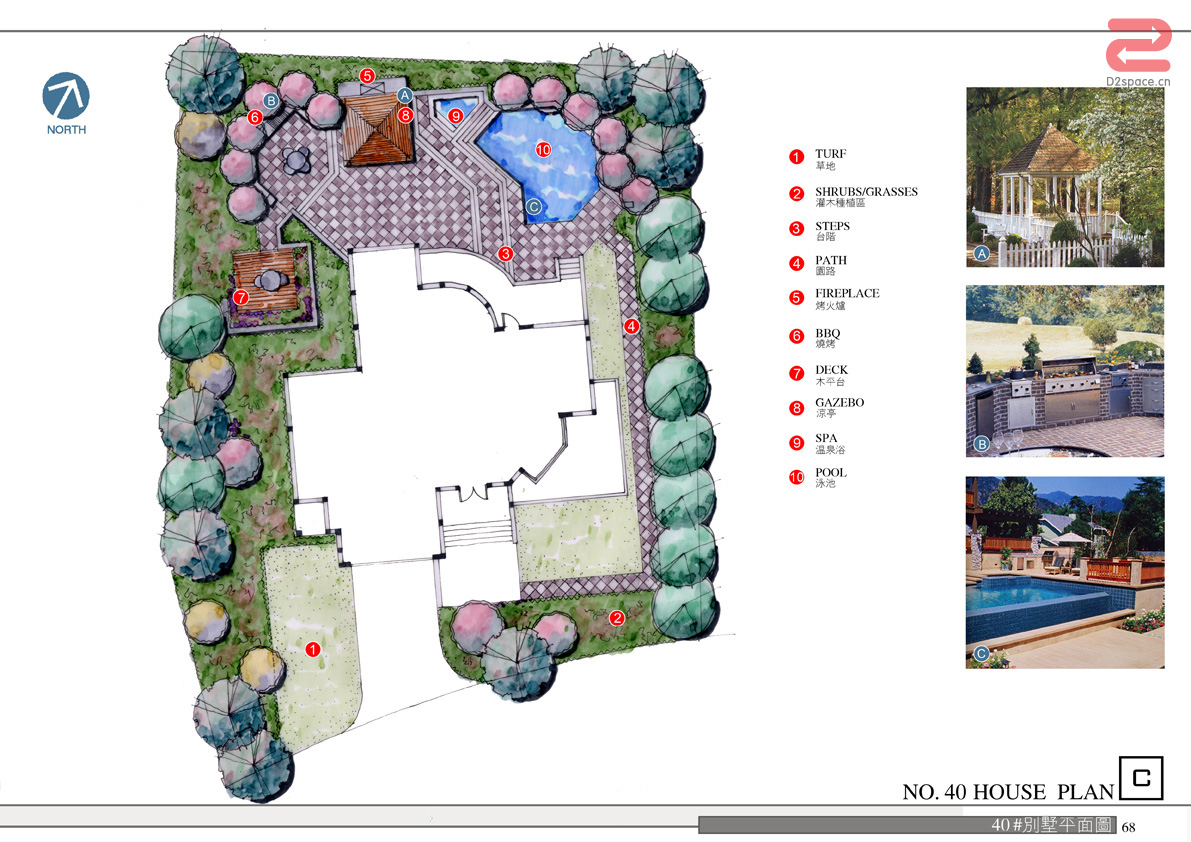 D2space.cn
NORTH
5
B
A
6
8
9
10
C
3
7
4
2
1
1 TURF
草地
2 SHRUBS/GRASSES
灌木種植區
3 STEPS
台階
4 PATH
園路
5 FIREPLACE
烤火爐
6 BBQ
燒烤
7 DECK
木平台
8 GAZEBO
涼亭
9 SPA
温泉浴
10 POOL
泳池
A
B
C
NO. 40 HOUSE PLAN C
40#別墅平面圖 68